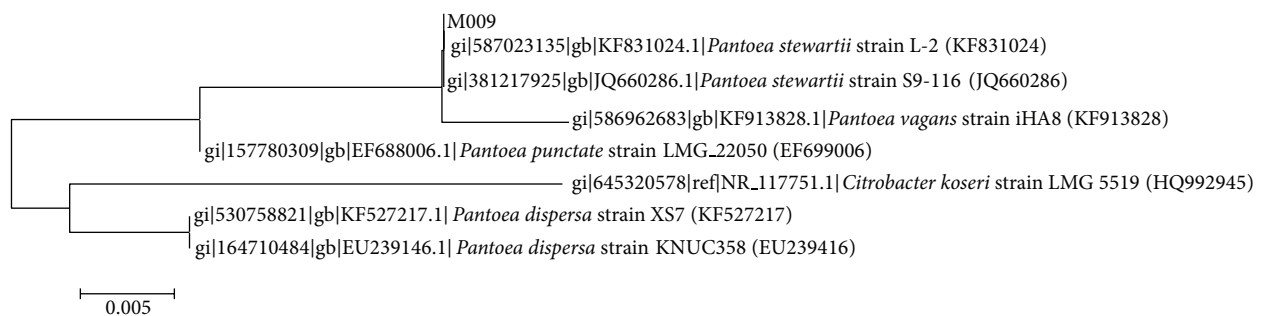 M009
gi|587023135|gb|KF831024.1|Pantoea stewartii strain L-2 (KF831024)
gi|381217925|gb|JQ660286.1|Pantoea stewartii strain S9-116 (JQ660286)
gi|586962683|gb|KF913828.1|Pantoea vagans strain iHA8 (KF913828)
gi|157780309|gb|EF688006.1|Pantoea punctate strain LMG_22050 (EF699006)
gi|645320578|ref|NR_117751.1|Citrobacter koseri strain LMG 5519 (HQ992945)
gi|530758821|gb|KF527217.1| Pantoea dispersa strain XS7 (KF527217)
gi|164710484|gb|EU239146.1| Pantoea dispersa strain KNUC358 (EU239416)
0.005